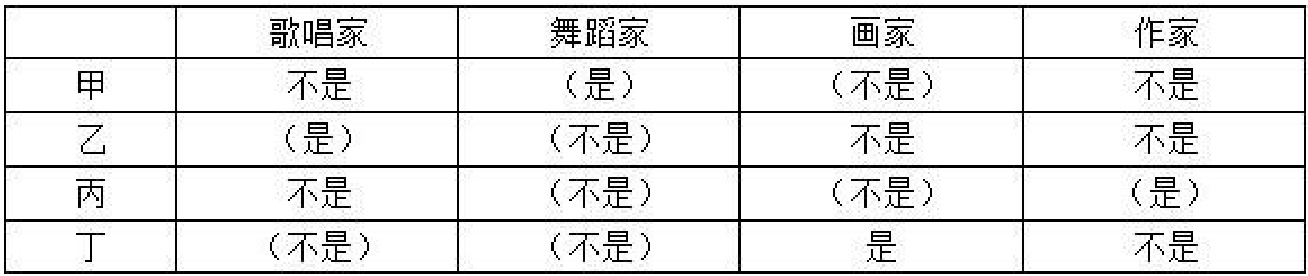 歌唱家 舞蹈家 画家 作家
甲 不是 （是） （不是） 不是
乙 （是） （不是） 不是 不是
丙 不是 （不是） （不是） （是）
丁 （不是） （不是） 是 不是